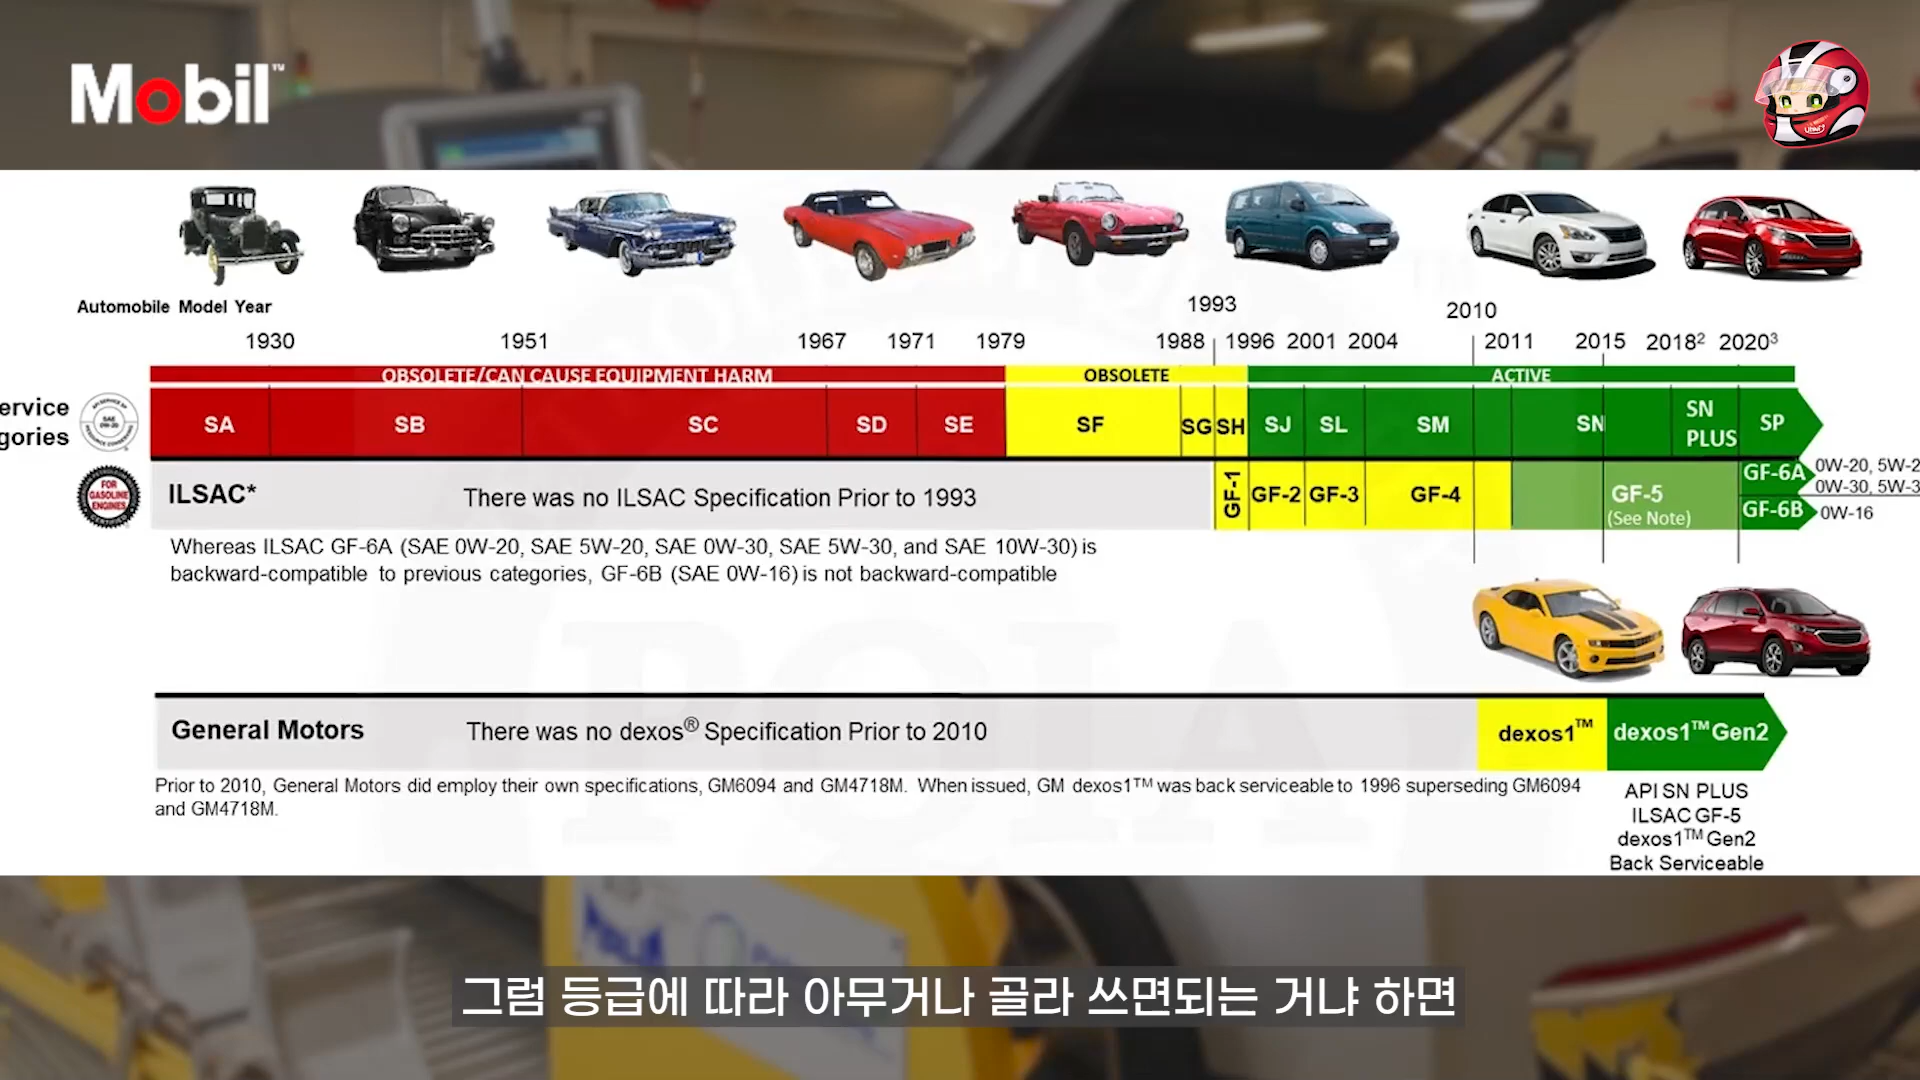 Mobil™
Automobile Model Year
1993
2010
1930 1951 1967 1971 1979 1988 1996 2001 2004 2011 2015 2018² 2020³
OBSOLETE/CAN CAUSE EQUIPMENT HARM OBSOLETE ACTIVE
ervice
gories
SA SB SC SD SE SF SG SH SJ SL SM SN SN PLUS SP
FOR GASOLINE ENGINES CERTIFIED
ILSAC* There was no ILSAC Specification Prior to 1993
GF-1 GF-2 GF-3 GF-4 GF-5 (See Note)
GF-6A 0W-20, 5W-2
0W-30, 5W-3
GF-6B 0W-16
Whereas ILSAC GF-6A (SAE 0W-20, SAE 5W-20, SAE 0W-30, SAE 5W-30, and SAE 10W-30) is
backward-compatible to previous categories, GF-6B (SAE 0W-16) is not backward-compatible
General Motors There was no dexos® Specification Prior to 2010
dexos1™ dexos1™Gen2
Prior to 2010, General Motors did employ their own specifications, GM6094 and GM4718M. When issued, GM dexos1™ was back serviceable to 1996 superseding GM6094
and GM4718M.
API SN PLUS
ILSAC GF-5
dexos1™Gen2
Back Serviceable
그럼 등급에 따라 아무거나 골라 쓰면되는 거냐 하면